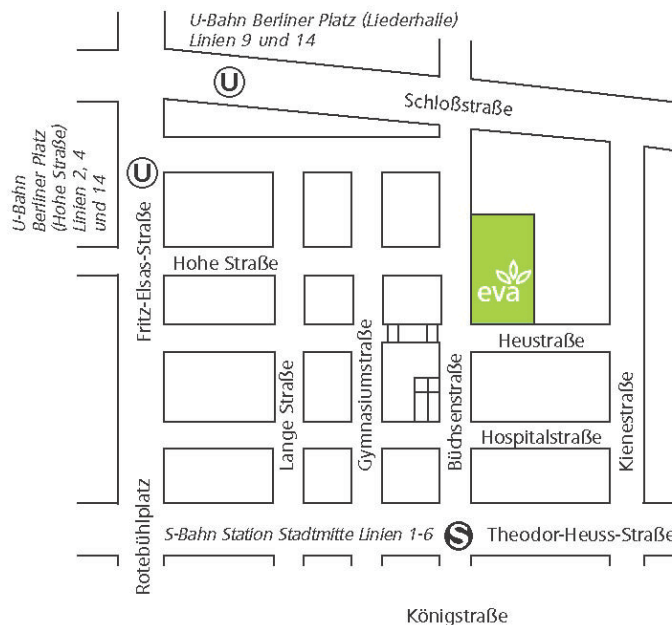 U-Bahn Berliner Platz (Liederhalle)
Linien 9 und 14
U
Schloßstraße
U-Bahn
Berliner Platz
(Hohe Straße)
Linien 2, 4
und 14
U
Fritz-Elsas-Straße
Hohe Straße
eva
Heustraße
Lange Straße
Gymnasiumstraße
Büchsenstraße
Hospitalstraße
Kienestraße
Rotebühlplatz
S-Bahn Station Stadtmitte Linien 1-6
S
Theodor-Heuss-Straße
Königstraße